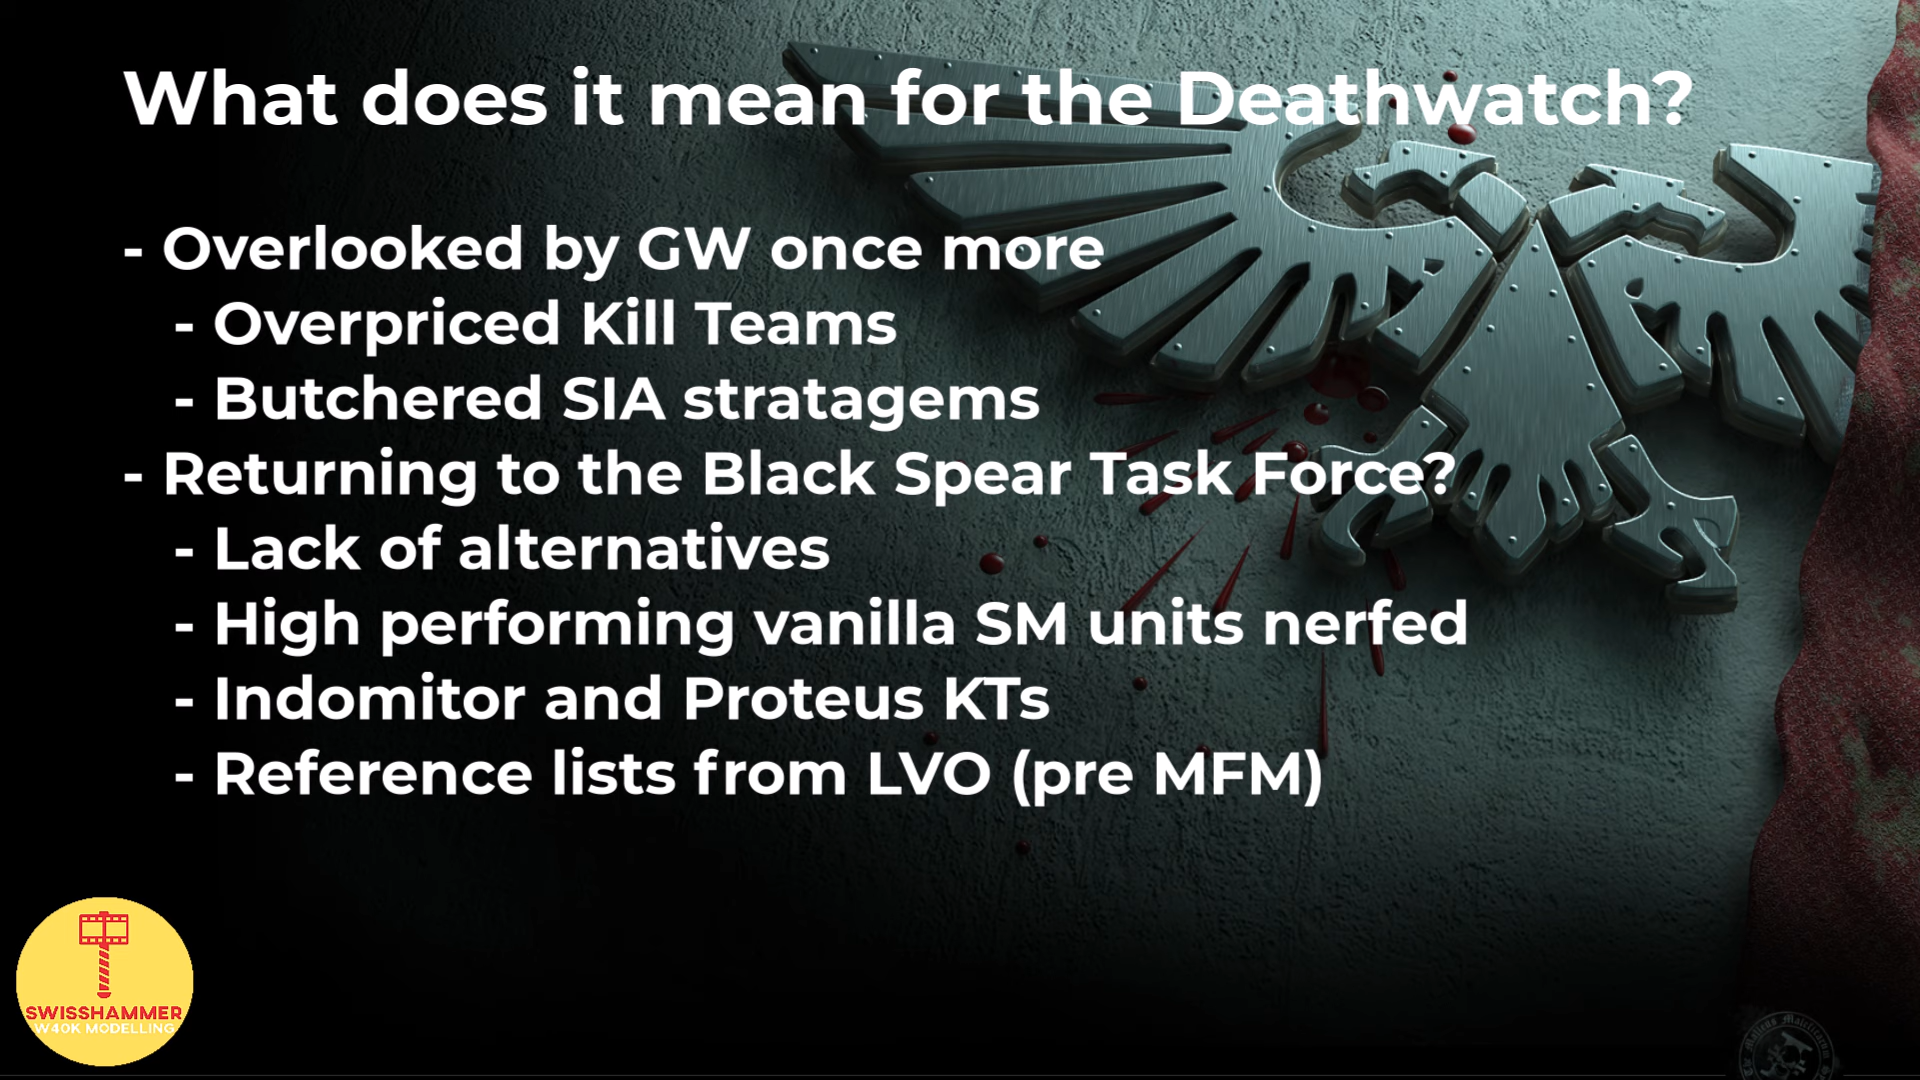 What does it mean for the Deathwatch?
- Overlooked by GW once more
- Overpriced Kill Teams
- Butchered SIA stratagems
- Returning to the Black Spear Task Force?
- Lack of alternatives
- High performing vanilla SM units nerfed
- Indomitor and Proteus KTs
- Reference lists from LVO (pre MFM)
SWISSHAMMER
W40K MODELLING